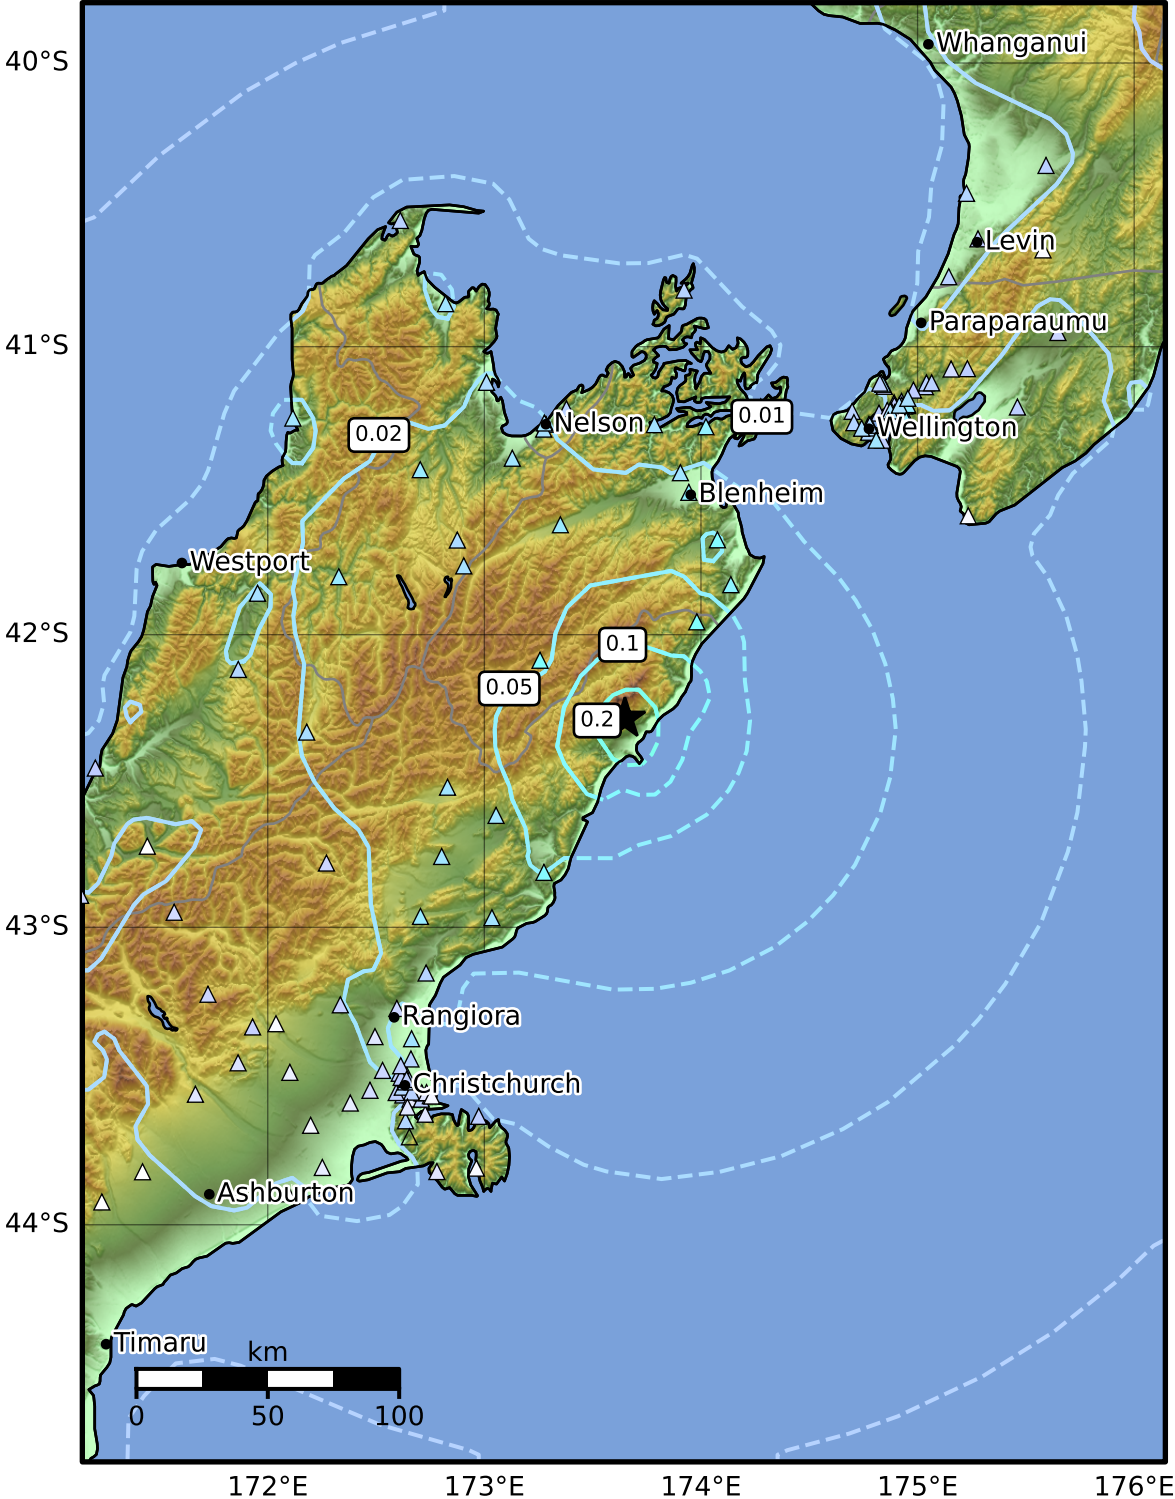 40°S
Whanganui
Levin
Paraparaumu
41°S
0.02
Nelson
0.01
Wellington
Blenheim
Westport
42°S
0.1
0.05
0.2
43°S
Rangiora
Christchurch
Ashburton
44°S
Timaru
km
0 50 100
172°E 173°E 174°E 175°E 176°E